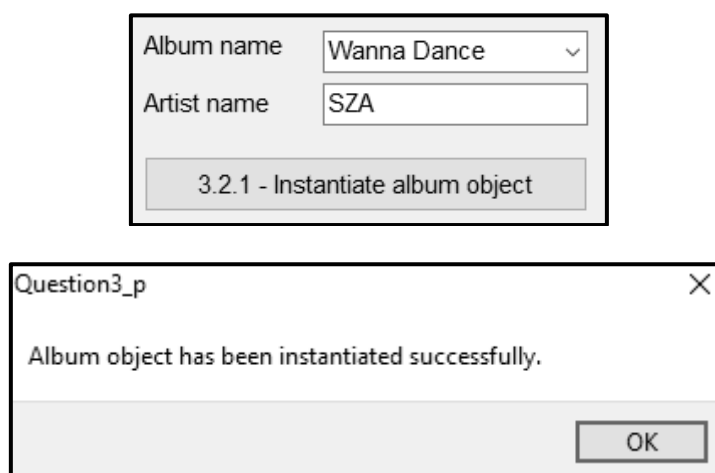 Album name Wanna Dance
Artist name SZA
3.2.1 - Instantiate album object
Question3_p
Album object has been instantiated successfully.
OK